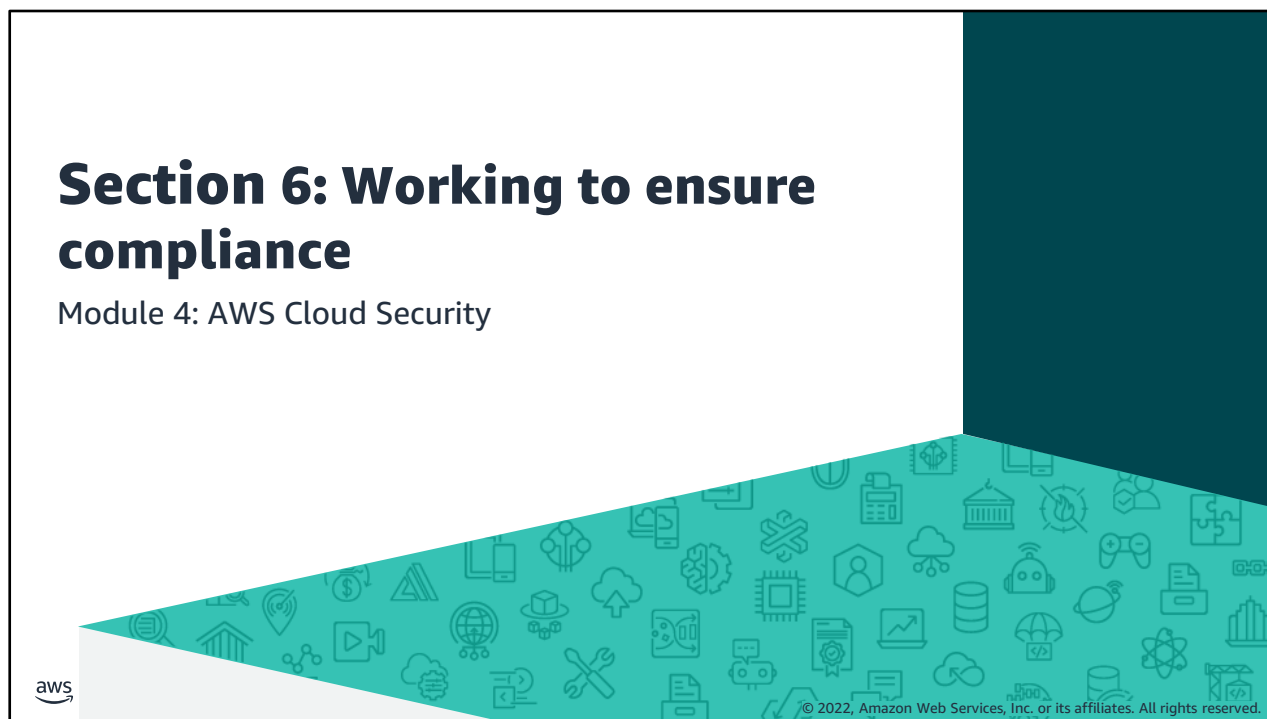 Section 6: Working to ensure
compliance
Module 4: AWS Cloud Security
aws
© 2022, Amazon Web Services, Inc. or its affiliates. All rights reserved.